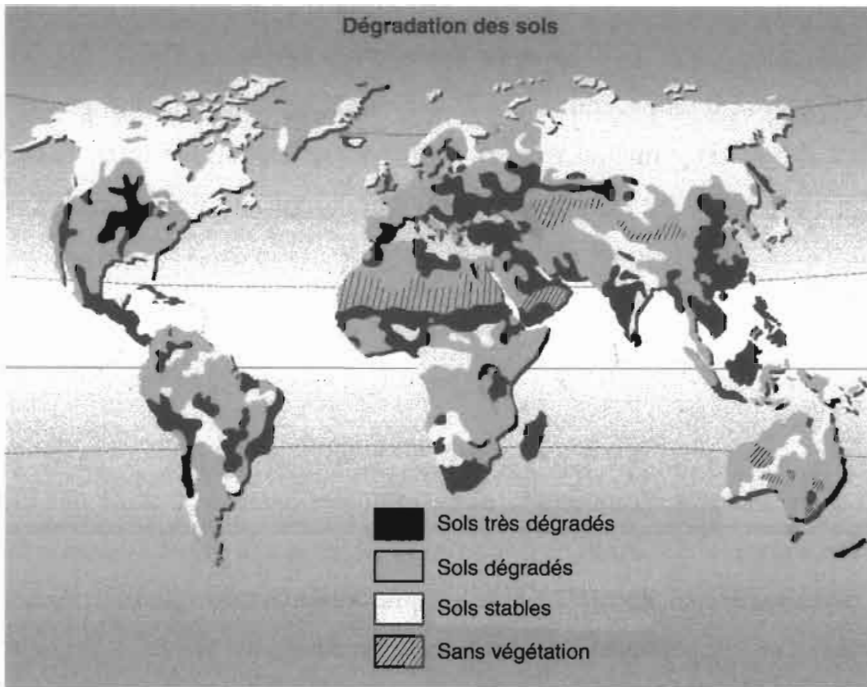 Dégradation des sols
Sols très dégradés
Sols dégradés
Sols stables
Sans végétation